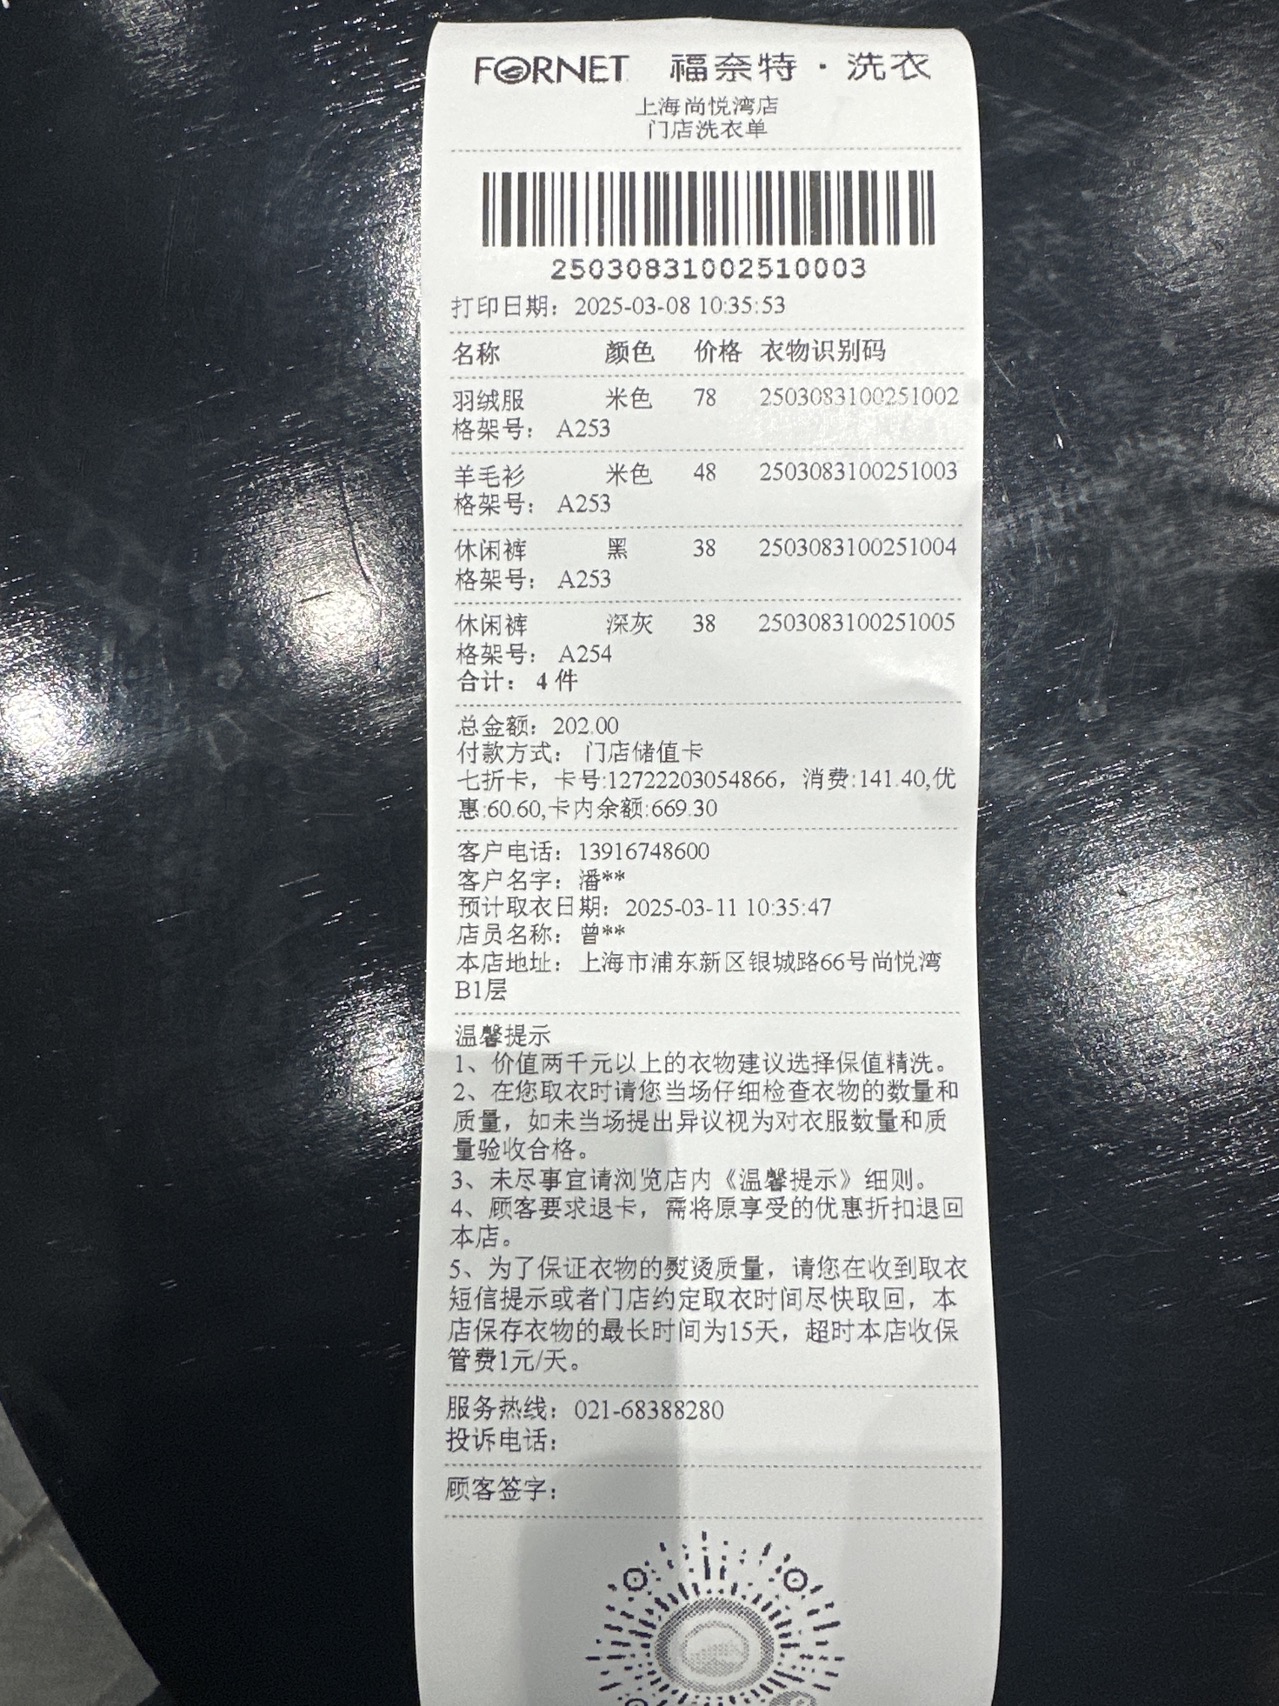 FORNET 福奈特·洗衣
上海尚悦湾店
门店洗衣单
25030831002510003
打印日期：2025-03-08 10:35:53
名称 颜色 价格 衣物识别码
羽绒服 米色 78 2503083100251002
格架号： A253
羊毛衫 米色 48 2503083100251003
格架号： A253
休闲裤 黑 38 2503083100251004
格架号： A253
休闲裤 深灰 38 2503083100251005
格架号： A254
合计： 4 件
总金额：202.00
付款方式： 门店储值卡
七折卡，卡号:12722203054866，消费:141.40,优
惠:60.60,卡内余额:669.30
客户电话：13916748600
客户名字：潘**
预计取衣日期：2025-03-11 10:35:47
店员名称：曾**
本店地址：上海市浦东新区银城路66号尚悦湾
B1层
温馨提示
1、价值两千元以上的衣物建议选择保值精洗。
2、在您取衣时请您当场仔细检查衣物的数量和
质量，如未当场提出异议视为对衣服数量和质
量验收合格。
3、未尽事宜请浏览店内《温馨提示》细则。
4、顾客要求退卡，需将原享受的优惠折扣退回
本店。
5、为了保证衣物的熨烫质量，请您在收到取衣
短信提示或者门店约定取衣时间尽快取回，本
店保存衣物的最长时间为15天，超时本店收保
管费1元/天。
服务热线：021-68388280
投诉电话：
顾客签字：